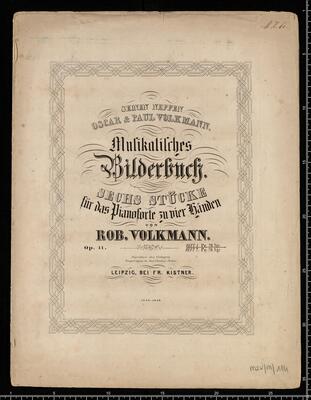 SEINEN NEFFEN
OSCAR & PAUL VOLKMANN.
Musikalisches
Bilderbuch.
SECHS STÜCKE
für das Pianoforte zu vier Händen
VON
ROB. VOLKMANN.
Op. 11.
LEIPZIG, BEI FR. KISTNER.